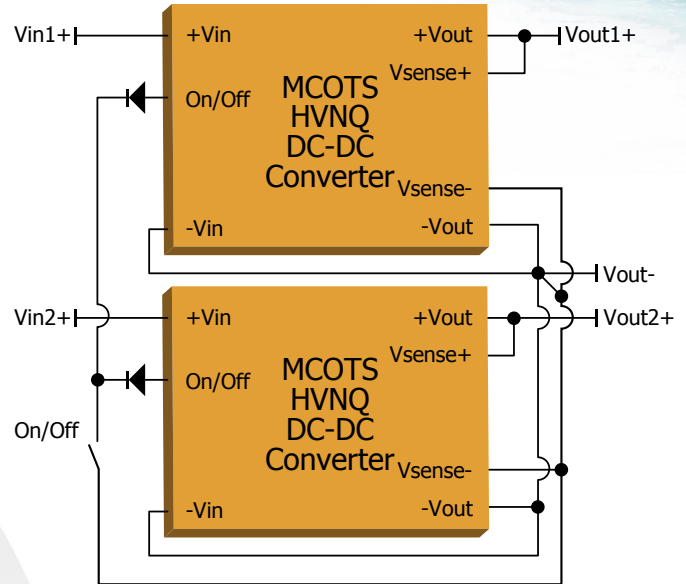 Vin1+
+Vin
+Vout
Vout1+
Vsense+
On/Off
MCOTS
HVNQ
DC-DC
Converter
Vsense-
-Vin
-Vout
Vout-
Vin2+
+Vin
+Vout
Vout2+
Vsense+
On/Off
MCOTS
HVNQ
DC-DC
Converter
On/Off
Vsense-
-Vin
-Vout